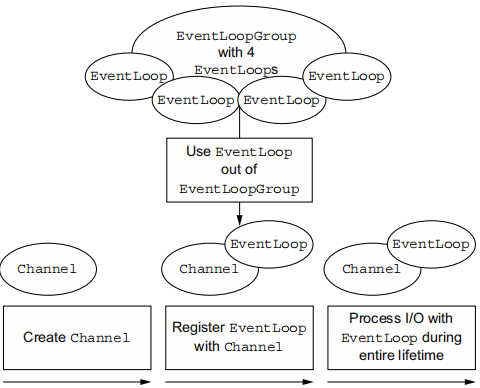 EventLoopGroup
with 4
EventLoops
EventLoop
EventLoop
EventLoop
EventLoop
Use EventLoop
out of
EventLoopGroup
EventLoop
EventLoop
Channel
Channel
Channel
Create Channel
Register EventLoop
with Channel
Process I/O with
EventLoop during
entire lifetime